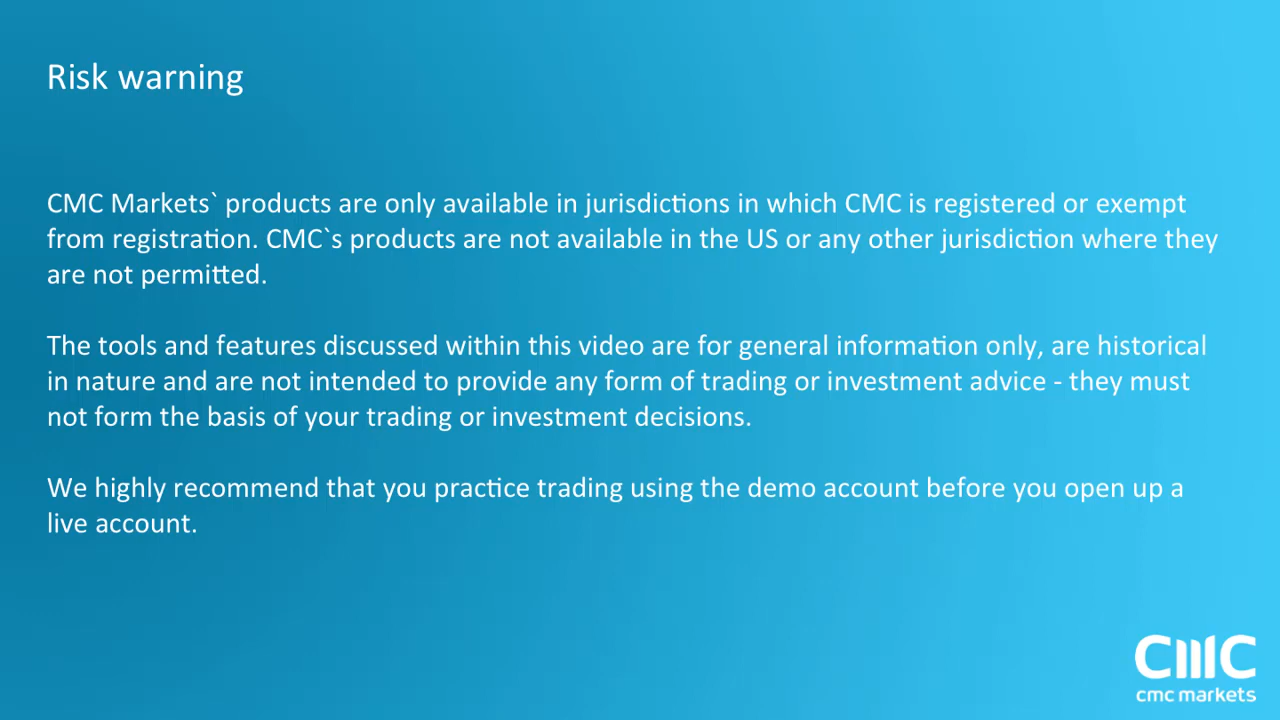 Risk warning
CMC Markets` products are only available in jurisdictions in which CMC is registered or exempt
from registration. CMC`s products are not available in the US or any other jurisdiction where they
are not permitted.
The tools and features discussed within this video are for general information only, are historical
in nature and are not intended to provide any form of trading or investment advice - they must
not form the basis of your trading or investment decisions.
We highly recommend that you practice trading using the demo account before you open up a
live account.
CMC
cmc markets